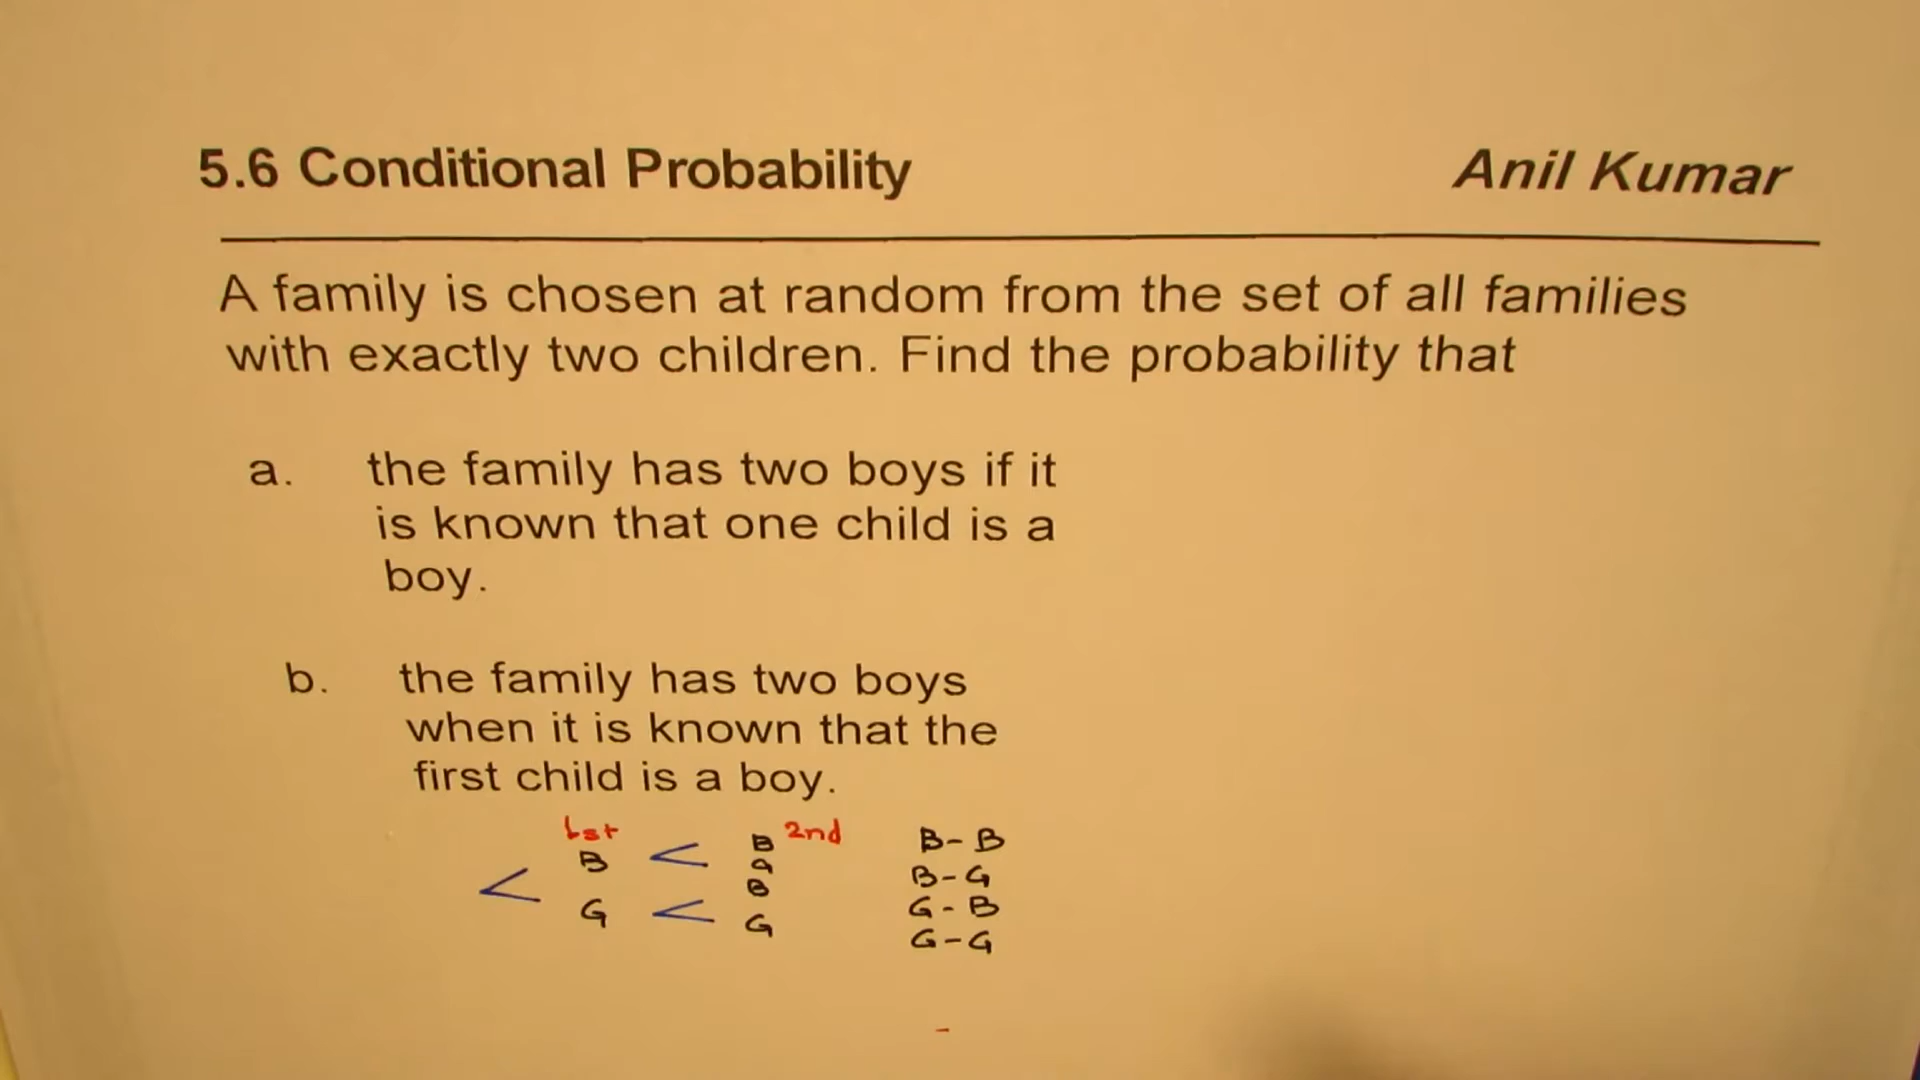 5.6 Conditional Probability
Anil Kumar
A family is chosen at random from the set of all families
with exactly two children. Find the probability that
a. the family has two boys if it
is known that one child is a
boy.
b. the family has two boys
when it is known that the
first child is a boy.
1st 2nd
B < B B-B
G B-G
< B G-B
G < G G-G